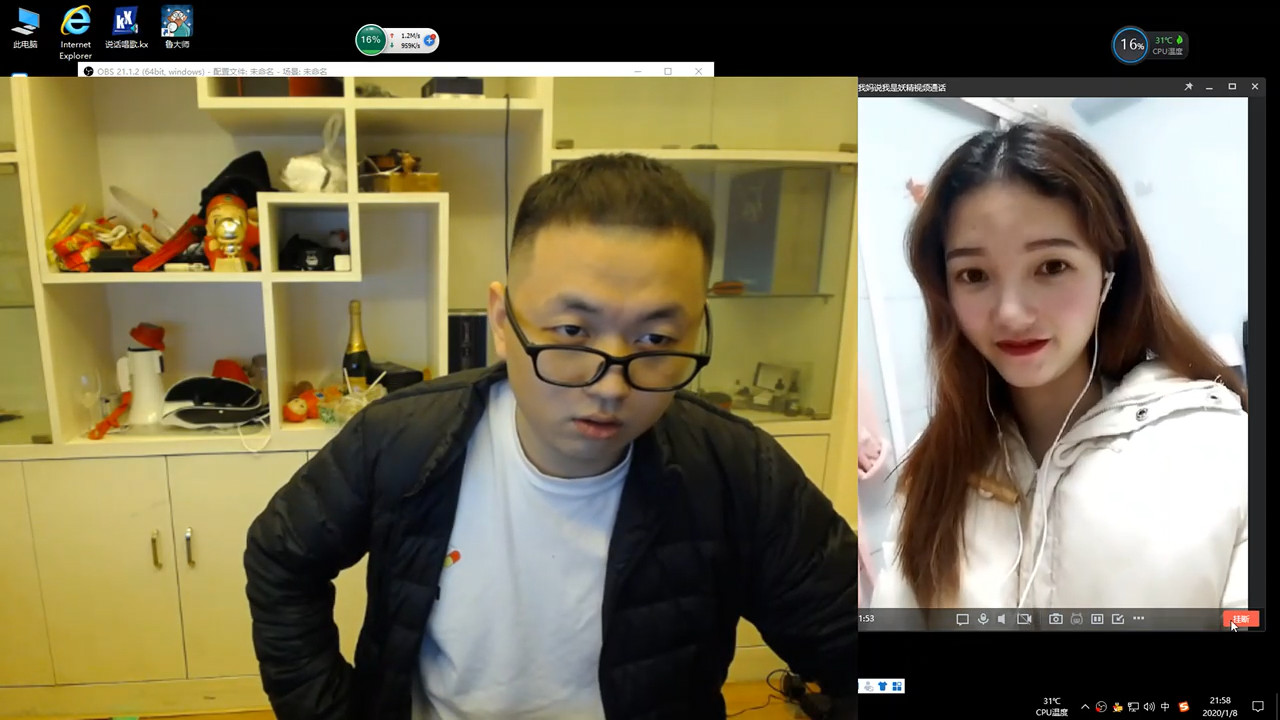 此电脑
Internet
Explorer
说话唱歌.kx
鲁大师
kX
16%
1.2M/s
959K/s
16%
31℃
CPU温度
OBS 21.1.2 (64bit, windows) - 配置文件: 未命名 - 场景: 未命名
我妈说我是妖精视频通话
1:53
挂断
31℃
CPU温度
中
21:58
2020/1/8